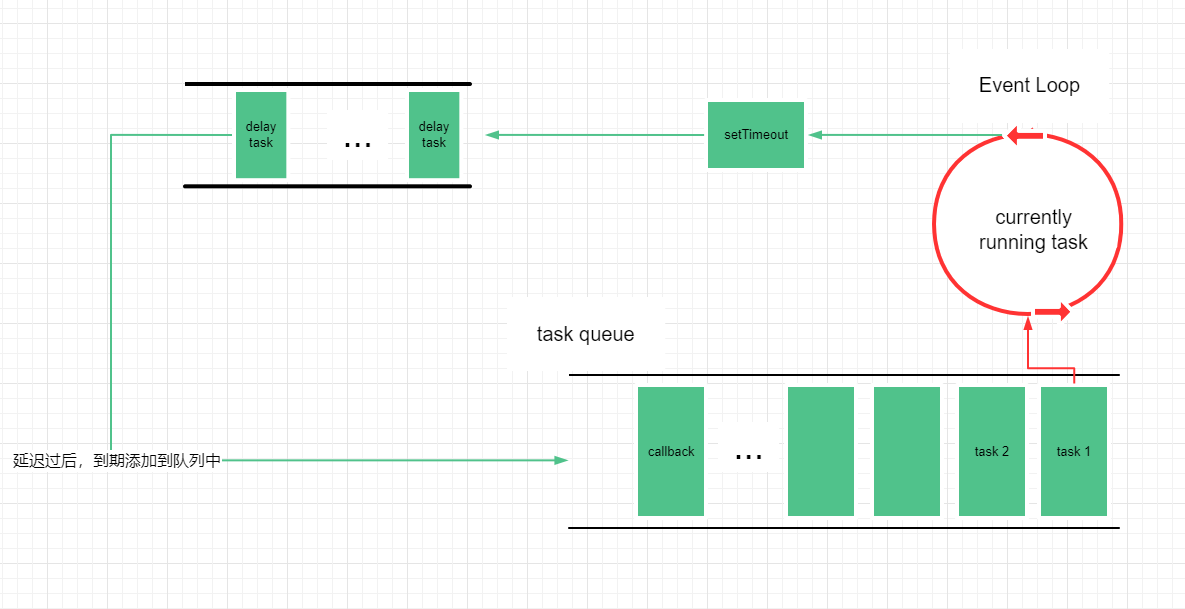 Event Loop
delay
task
...
delay
task
setTimeout
currently
running task
task queue
延迟过后，到期添加到队列中
callback
...
task 2
task 1